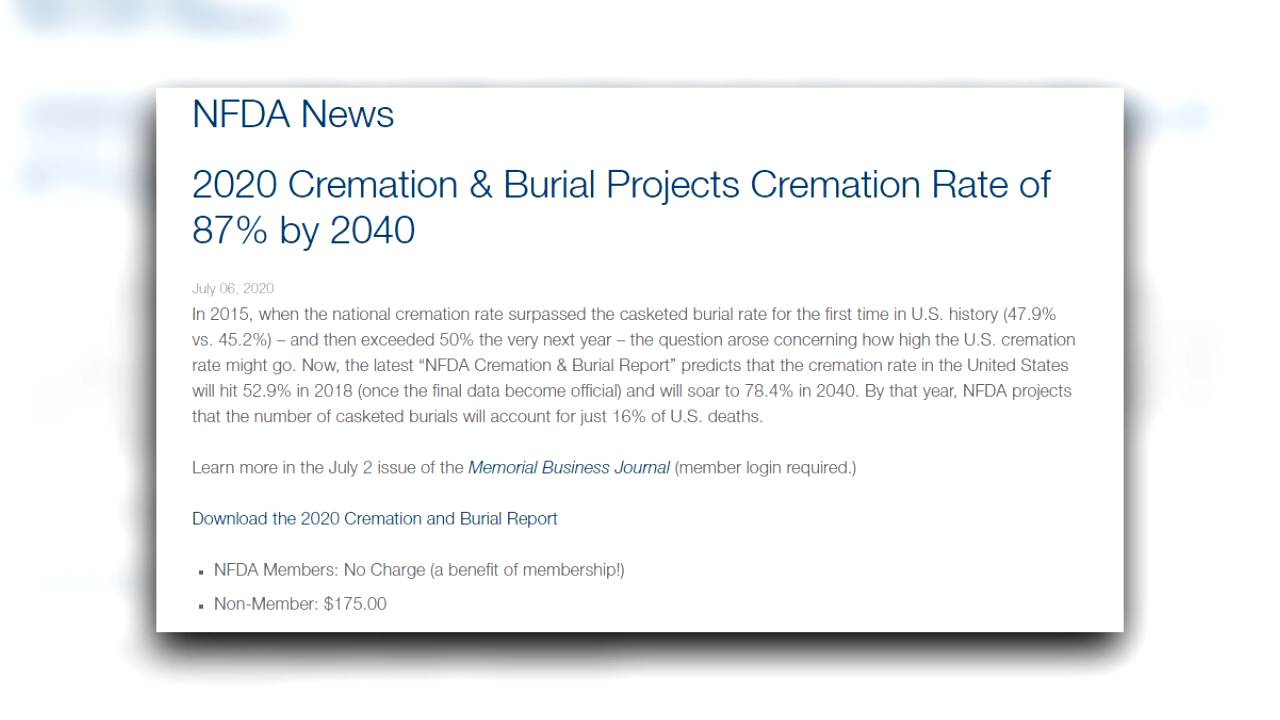 NFDA News
2020 Cremation & Burial Projects Cremation Rate of
87% by 2040
July 06, 2020
In 2015, when the national cremation rate surpassed the casketed burial rate for the first time in U.S. history (47.9%
vs. 45.2%) – and then exceeded 50% the very next year – the question arose concerning how high the U.S. cremation
rate might go. Now, the latest “NFDA Cremation & Burial Report” predicts that the cremation rate in the United States
will hit 52.9% in 2018 (once the final data become official) and will soar to 78.4% in 2040. By that year, NFDA projects
that the number of casketed burials will account for just 16% of U.S. deaths.
Learn more in the July 2 issue of the Memorial Business Journal (member login required.)
Download the 2020 Cremation and Burial Report
▪ NFDA Members: No Charge (a benefit of membership!)
▪ Non-Member: $175.00